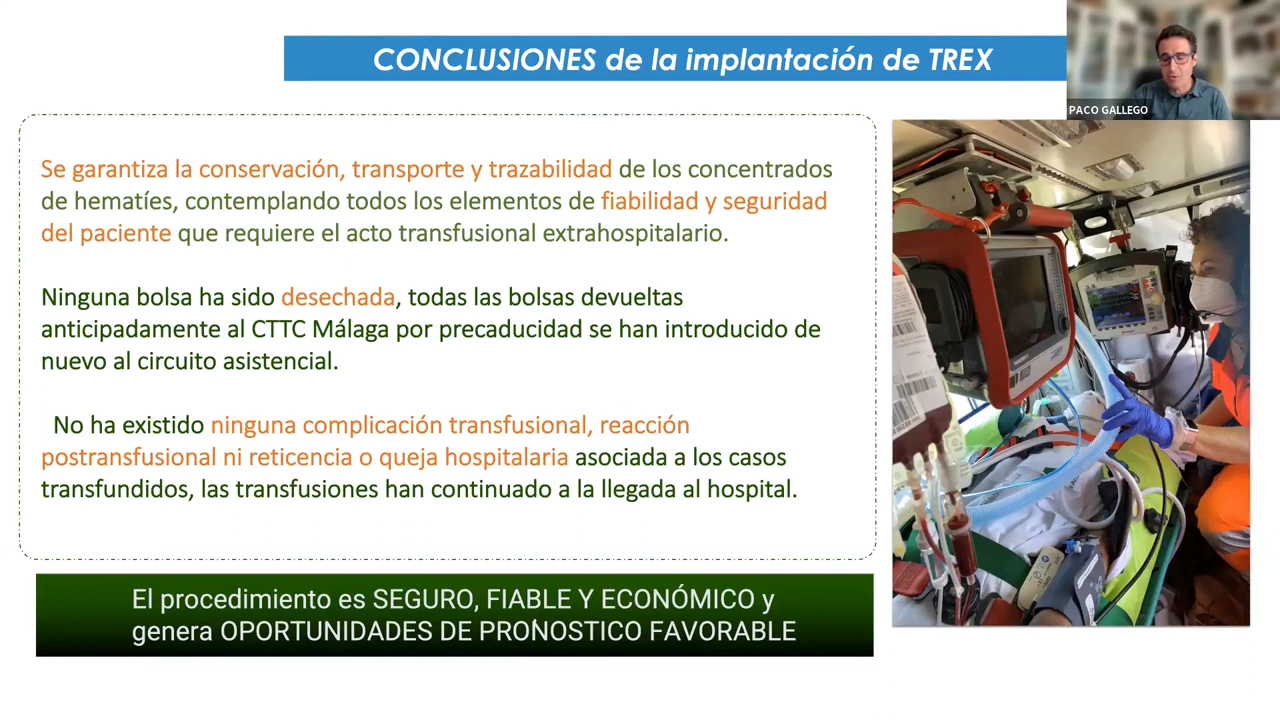 CONCLUSIONES de la implantación de TREX
PACO GALLEGO
Se garantiza la conservación, transporte y trazabilidad de los concentrados
de hematíes, contemplando todos los elementos de fiabilidad y seguridad
del paciente que requiere el acto transfusional extrahospitalario.
Ninguna bolsa ha sido desechada, todas las bolsas devueltas
anticipadamente al CTTC Málaga por precaducidad se han introducido de
nuevo al circuito asistencial.
No ha existido ninguna complicación transfusional, reacción
postransfusional ni reticencia o queja hospitalaria asociada a los casos
transfundidos, las transfusiones han continuado a la llegada al hospital.
El procedimiento es SEGURO, FIABLE Y ECONÓMICO y
genera OPORTUNIDADES DE PRONOSTICO FAVORABLE